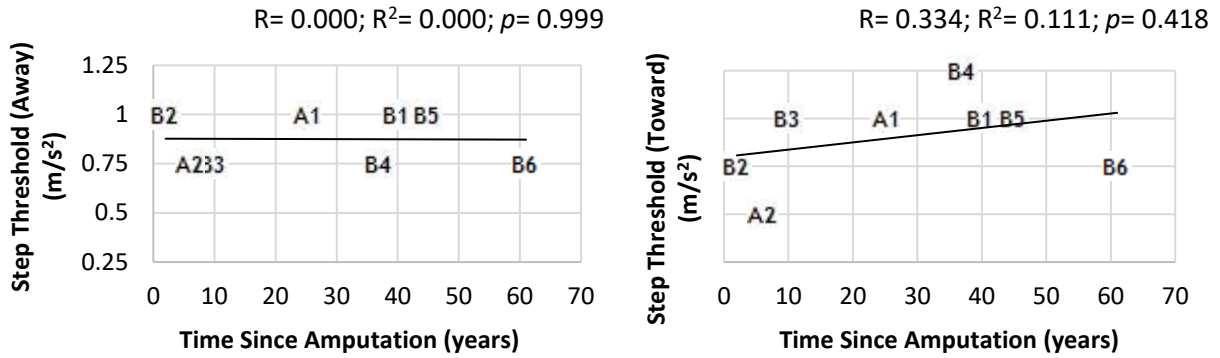 R= 0.000; R²= 0.000; p= 0.999
Step Threshold (Away)
(m/s²)
1.25
1
0.75
0.5
0.25
B2
A1
B1
B5
A2
B3
B4
B6
0 10 20 30 40 50 60 70
Time Since Amputation (years)
R= 0.334; R²= 0.111; p= 0.418
Step Threshold (Toward)
(m/s²)
B4
B3
A1
B1
B5
B2
B6
A2
0 10 20 30 40 50 60 70
Time Since Amputation (years)